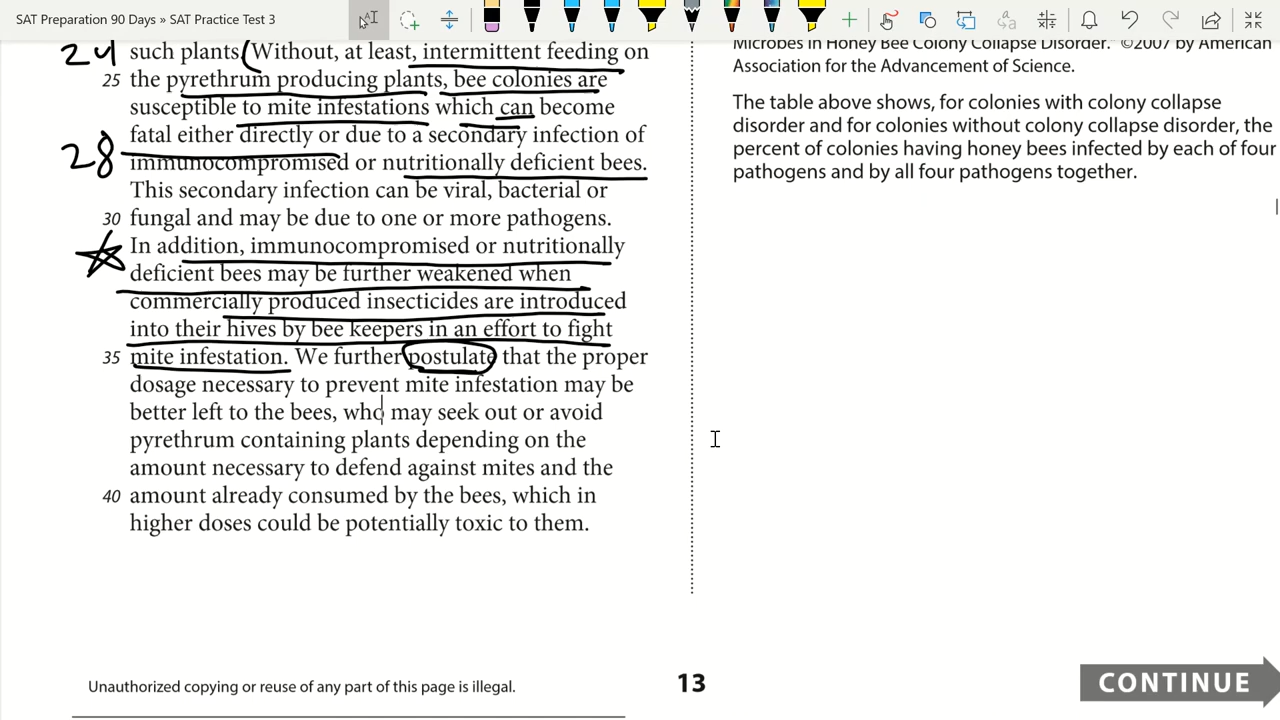 SAT Preparation 90 Days » SAT Practice Test 3
24 such plants. (Without, at least, intermittent feeding on
25 the pyrethrum producing plants, bee colonies are
susceptible to mite infestations which can become
fatal either directly or due to a secondary infection of
28 immunocompromised or nutritionally deficient bees.
This secondary infection can be viral, bacterial or
30 fungal and may be due to one or more pathogens.
In addition, immunocompromised or nutritionally
deficient bees may be further weakened when
commercially produced insecticides are introduced
into their hives by bee keepers in an effort to fight
35 mite infestation. We further postulate that the proper
dosage necessary to prevent mite infestation may be
better left to the bees, who may seek out or avoid
pyrethrum containing plants depending on the
amount necessary to defend against mites and the
40 amount already consumed by the bees, which in
higher doses could be potentially toxic to them.
Microbes in Honey Bee Colony Collapse Disorder." ©2007 by American
Association for the Advancement of Science.
The table above shows, for colonies with colony collapse
disorder and for colonies without colony collapse disorder, the
percent of colonies having honey bees infected by each of four
pathogens and by all four pathogens together.
Unauthorized copying or reuse of any part of this page is illegal.
13
CONTINUE